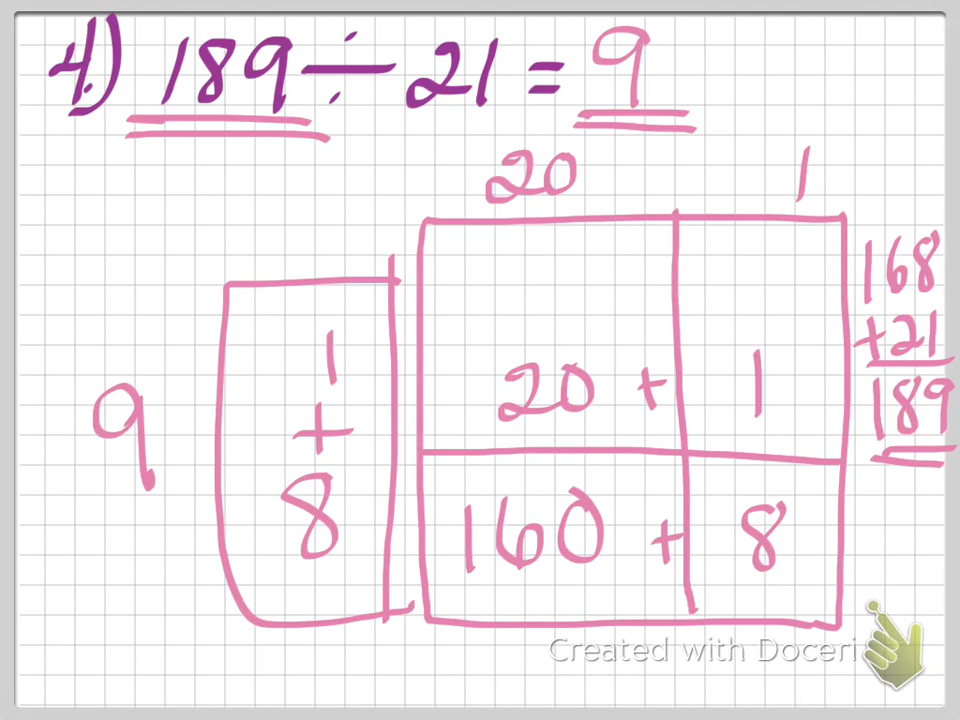 4.) 189 ÷ 21 = 9
20 1
168
+21
189
1
+
8
9
20 + 1
160 + 8
Created with Doceri